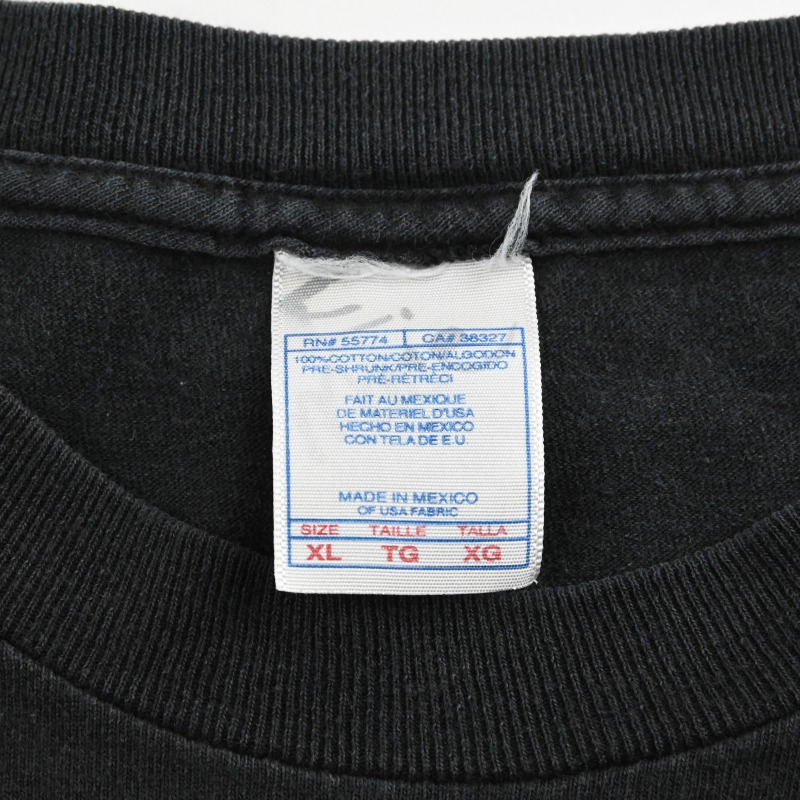 RN# 55774 CA# 38327
100%COTTON/COTON/ALGODON
PRE-SHRUNK/PRE-ENCOGIDO
PRÉ-RÉTRÉCI
FAIT AU MEXIQUE
DE MATERIEL D'USA
HECHO EN MEXICO
CON TELA DE E.U.
MADE IN MEXICO
OF USA FABRIC
SIZE TAILLE TALLA
XL TG XG